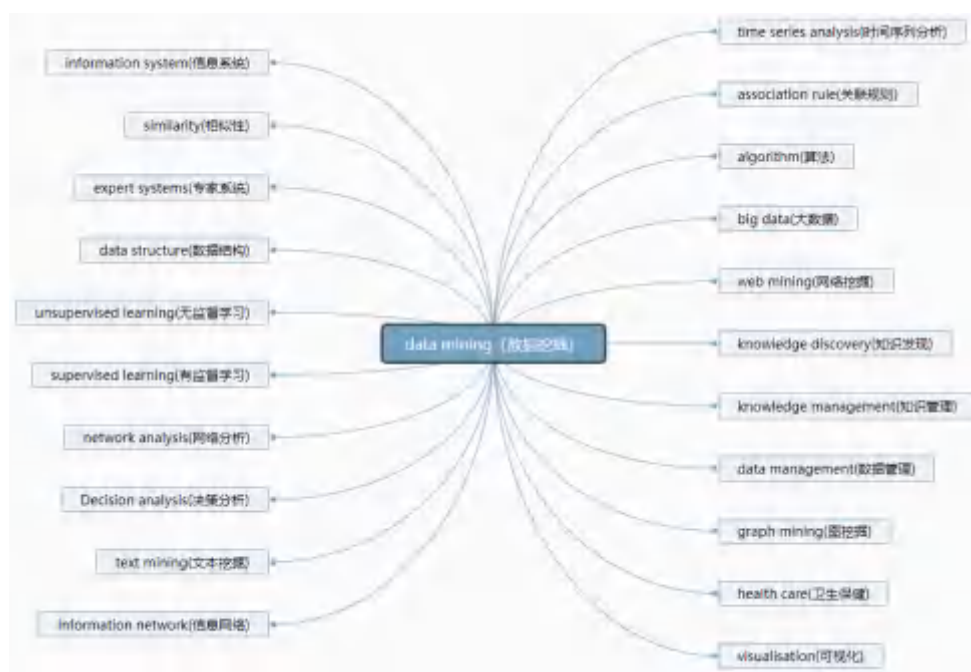 information system(信息系统)
similarity(相似性)
expert systems(专家系统)
data structure(数据结构)
unsupervised learning(无监督学习)
supervised learning(有监督学习)
network analysis(网络分析)
Decision analysis(决策分析)
text mining(文本挖掘)
information network(信息网络)
data mining（数据挖掘）
time series analysis(时间序列分析)
association rule(关联规则)
algorithm(算法)
big data(大数据)
web mining(网络挖掘)
knowledge discovery(知识发现)
knowledge management(知识管理)
data management(数据管理)
graph mining(图挖掘)
health care(卫生保健)
visualisation(可视化)